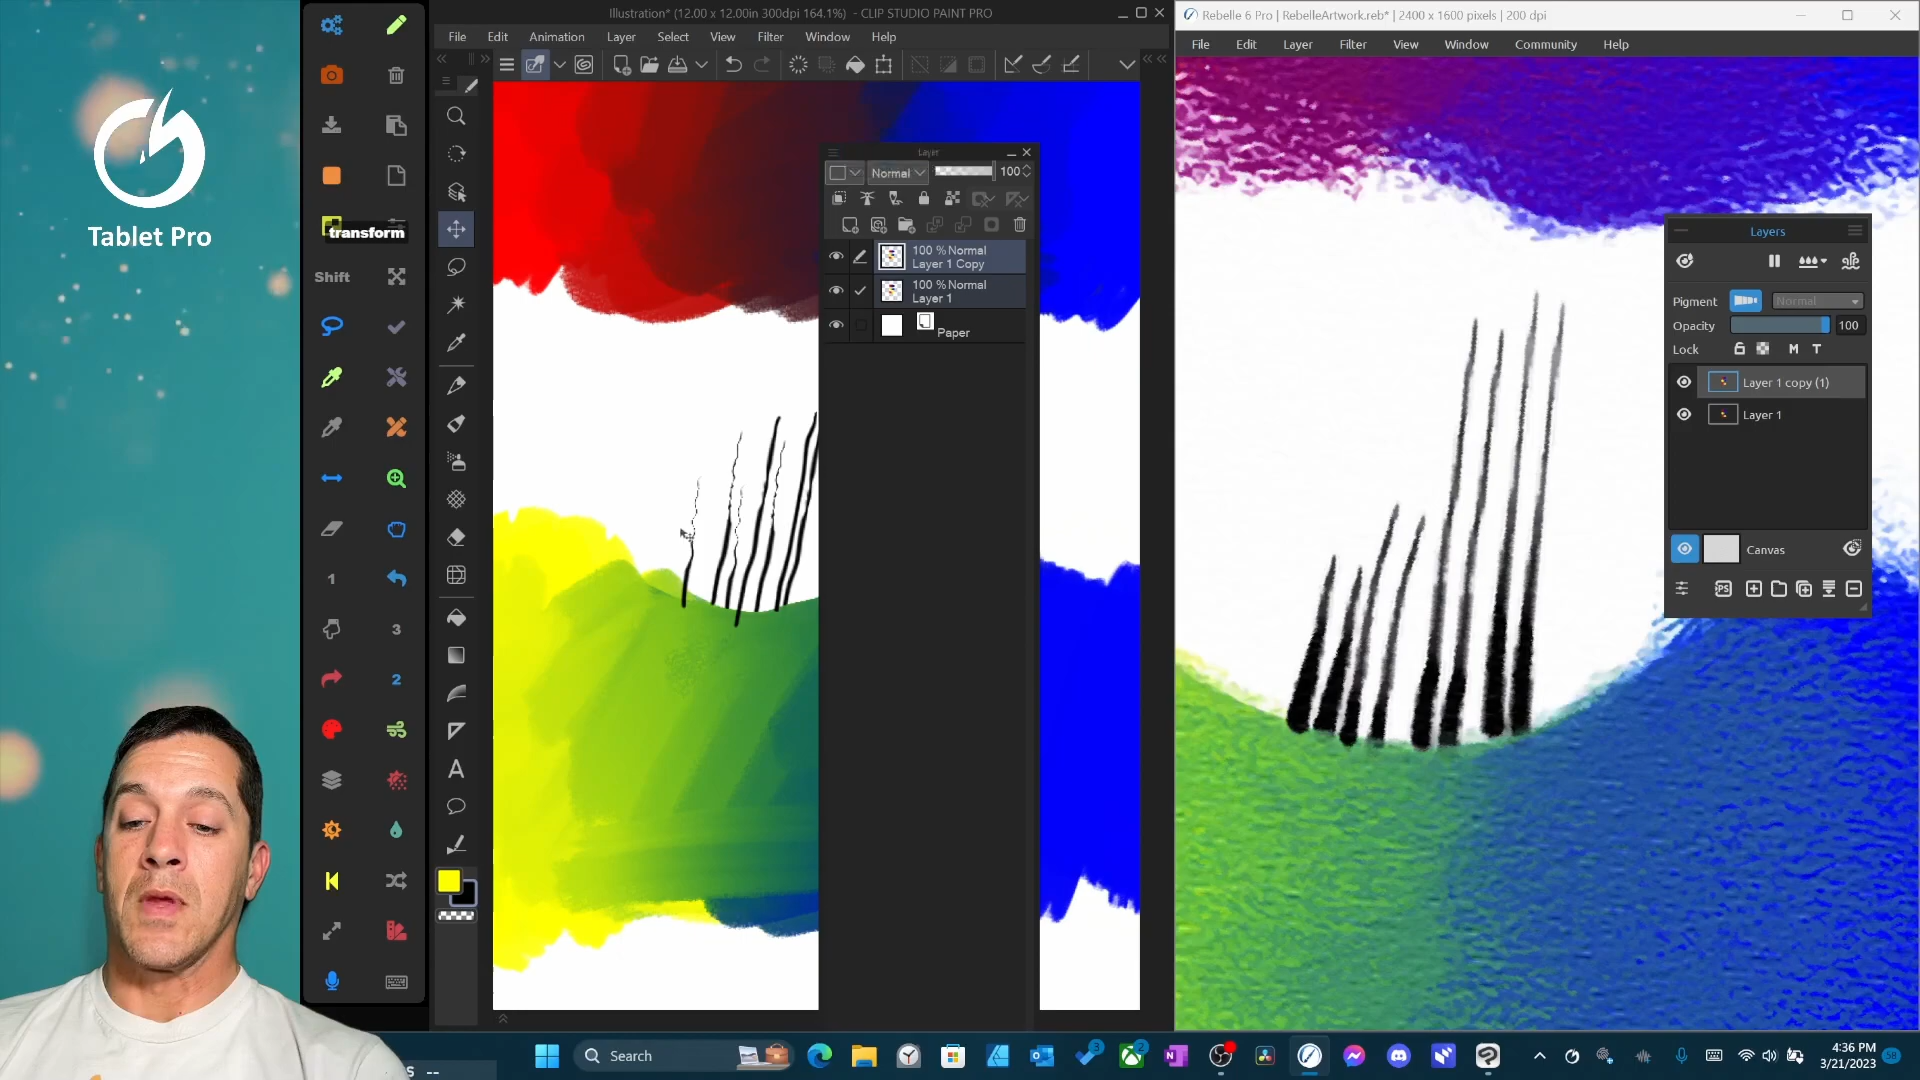 Tablet Pro
transform
Shift
1
3
2
Illustration* (12.00 x 12.00in 300dpi 164.1%) - CLIP STUDIO PAINT PRO
File Edit Animation Layer Select View Filter Window Help
Layer
Normal 100
100 % Normal
Layer 1 Copy
100 % Normal
Layer 1
Paper
A
Rebelle 6 Pro | RebelleArtwork.reb* | 2400 x 1600 pixels | 200 dpi
File Edit Layer Filter View Window Community Help
Layers
Pigment Normal
Opacity 100
Lock M T
Layer 1 copy (1)
Layer 1
Canvas
PS
Search
3
2
4:36 PM
3/21/2023